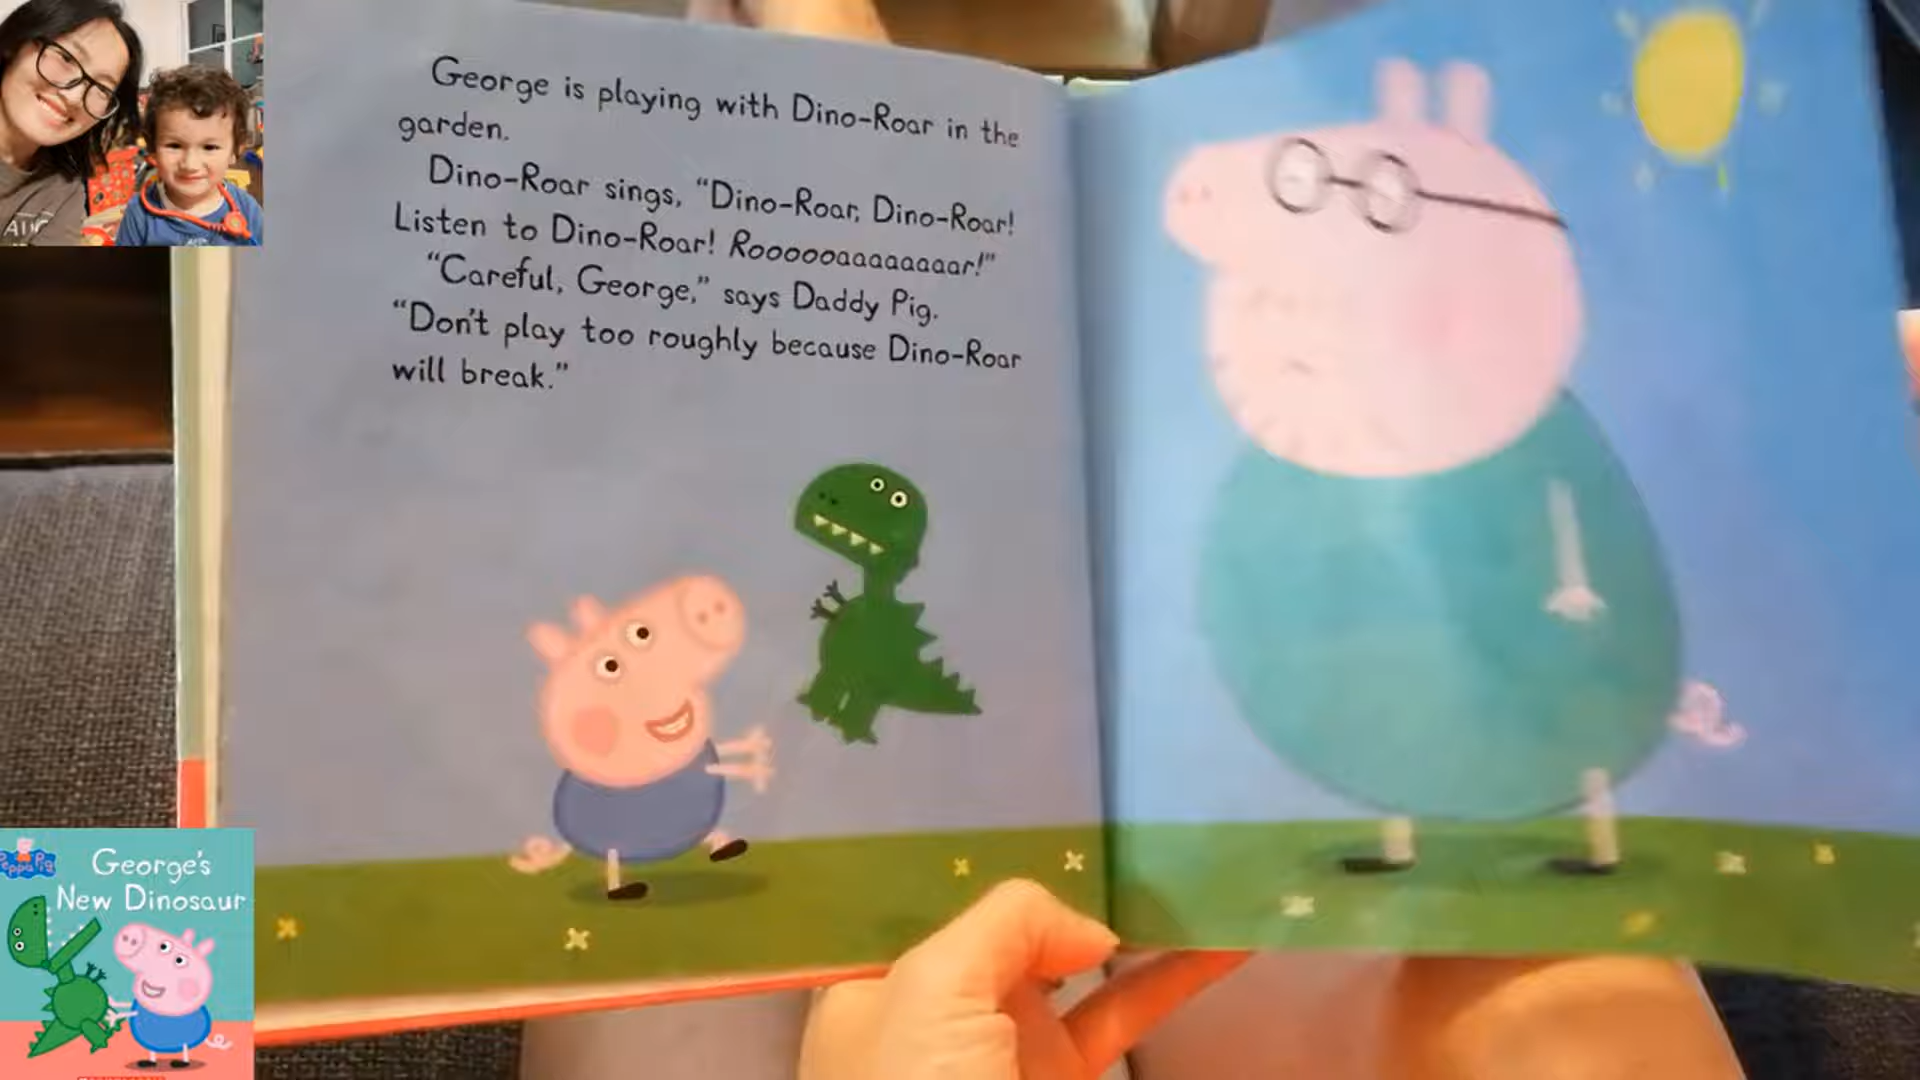 George is playing with Dino-Roar in the
garden.
Dino-Roar sings, “Dino-Roar, Dino-Roar!
Listen to Dino-Roar! Roooooaaaaaaaar!”
“Careful, George,” says Daddy Pig.
“Don't play too roughly because Dino-Roar
will break.”
Peppa Pig
George's
New Dinosaur